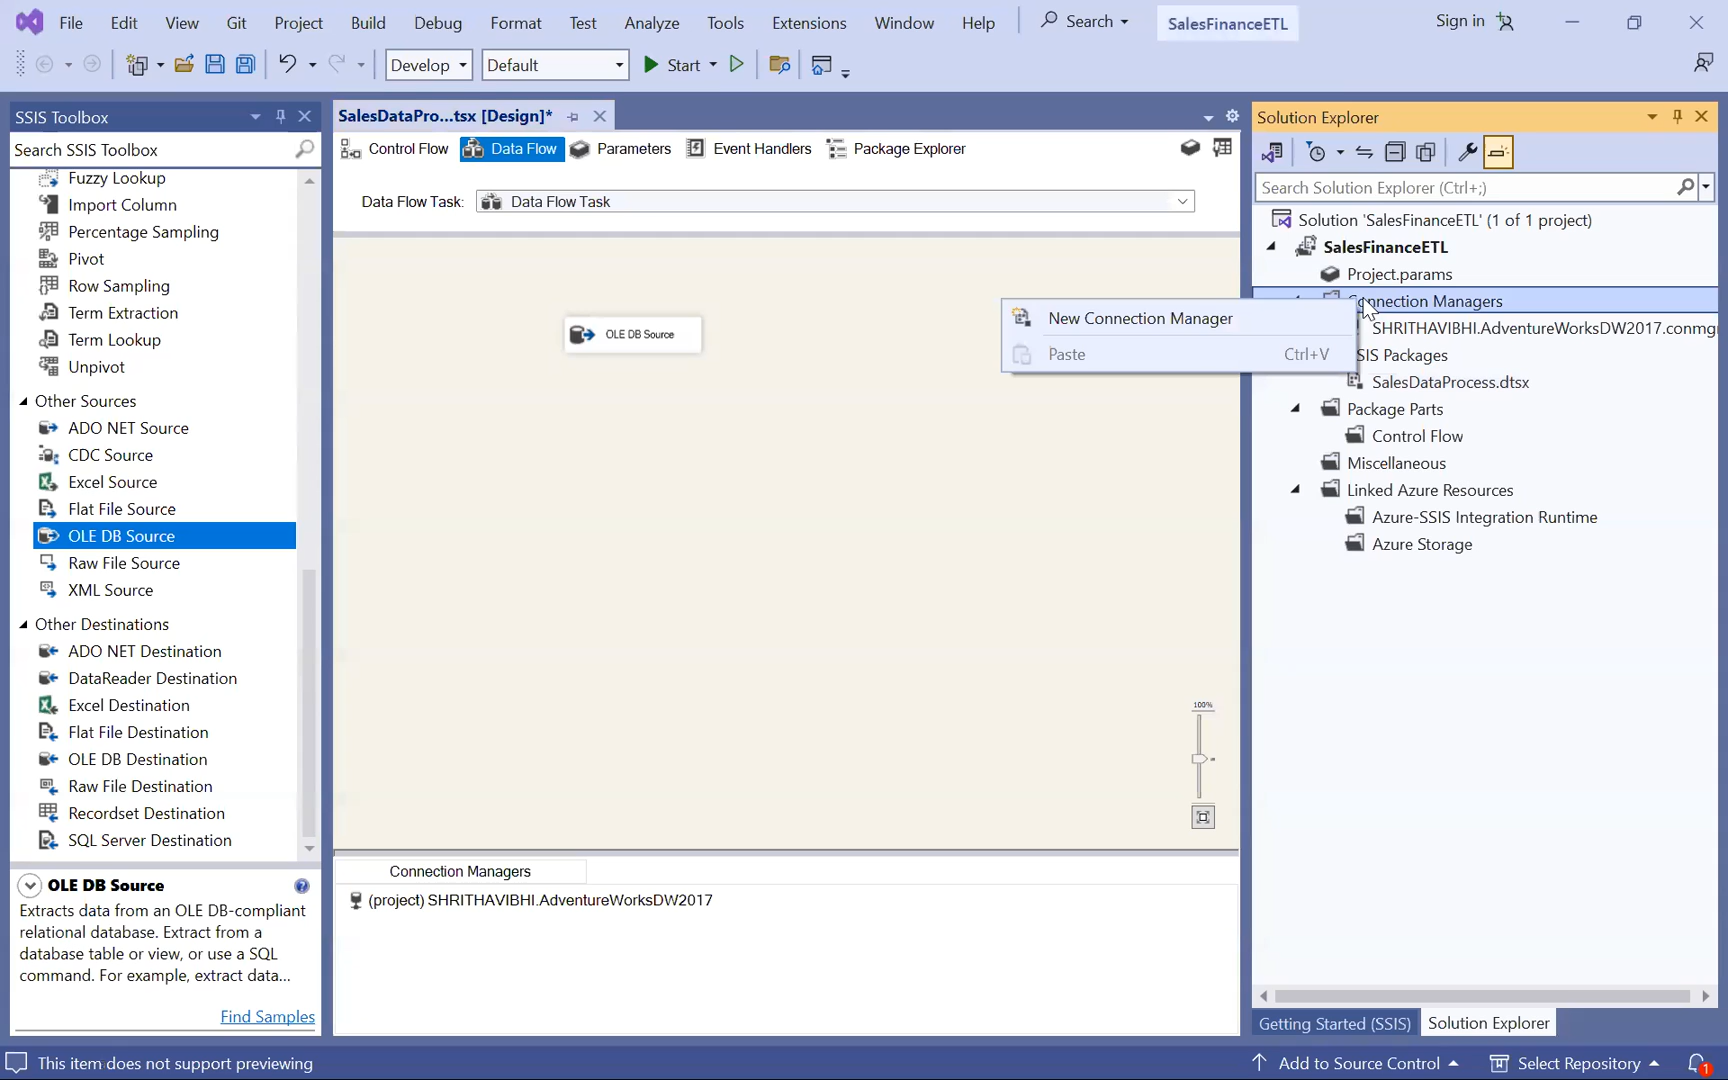 File Edit View Git Project Build Debug Format Test Analyze Tools Extensions Window Help Search SalesFinanceETL Sign in
Develop Default Start
SSIS Toolbox
Search SSIS Toolbox
Fuzzy Lookup
Import Column
Percentage Sampling
Pivot
Row Sampling
Term Extraction
Term Lookup
Unpivot
Other Sources
ADO NET Source
CDC Source
Excel Source
Flat File Source
OLE DB Source
Raw File Source
XML Source
Other Destinations
ADO NET Destination
DataReader Destination
Excel Destination
Flat File Destination
OLE DB Destination
Raw File Destination
Recordset Destination
SQL Server Destination
OLE DB Source
Extracts data from an OLE DB-compliant
relational database. Extract from a
database table or view, or use a SQL
command. For example, extract data...
Find Samples
SalesDataPro...tsx [Design]*
Control Flow Data Flow Parameters Event Handlers Package Explorer
Data Flow Task: Data Flow Task
OLE DB Source
New Connection Manager
Paste Ctrl+V
100%
Connection Managers
(project) SHRITHAVIBHI.AdventureWorksDW2017
Solution Explorer
Search Solution Explorer (Ctrl+;)
Solution 'SalesFinanceETL' (1 of 1 project)
SalesFinanceETL
Project.params
Connection Managers
SHRITHAVIBHI.AdventureWorksDW2017.conmgr
SIS Packages
SalesDataProcess.dtsx
Package Parts
Control Flow
Miscellaneous
Linked Azure Resources
Azure-SSIS Integration Runtime
Azure Storage
Getting Started (SSIS) Solution Explorer
This item does not support previewing Add to Source Control Select Repository 1